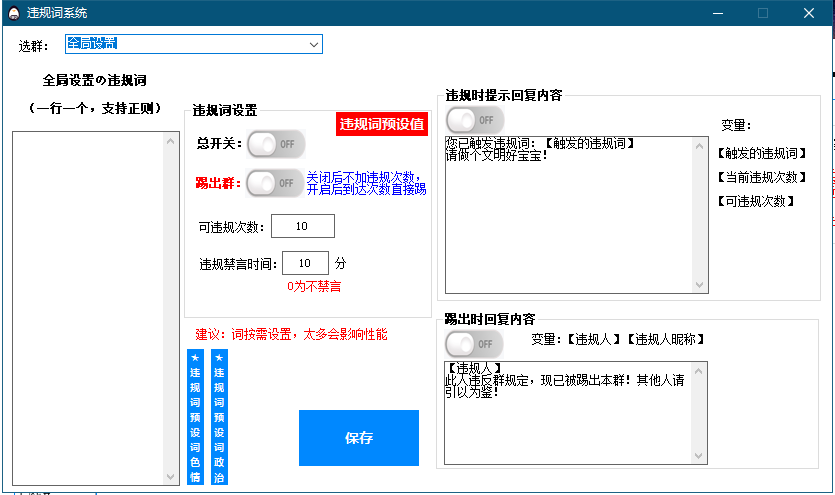 违规词系统
选群：
全局设置
全局设置の违规词
（一行一个，支持正则）
违规词设置
违规词预设值
总开关：
OFF
踢出群：
OFF
关闭后不加违规次数，
开启后到达次数直接踢
可违规次数：
10
违规禁言时间：
10
分
0为不禁言
建议：词按需设置，太多会影响性能
★违规词预设词色情
★违规词预设词政治
保存
违规时提示回复内容
OFF
您已触发违规词：【触发的违规词】
请做个文明好宝宝！
变量：
【触发的违规词】
【当前违规次数】
【可违规次数】
踢出时回复内容
OFF
变量：【违规人】【违规人昵称】
【违规人】
此人违反群规定，现已被踢出本群！其他人请
引以为鉴！